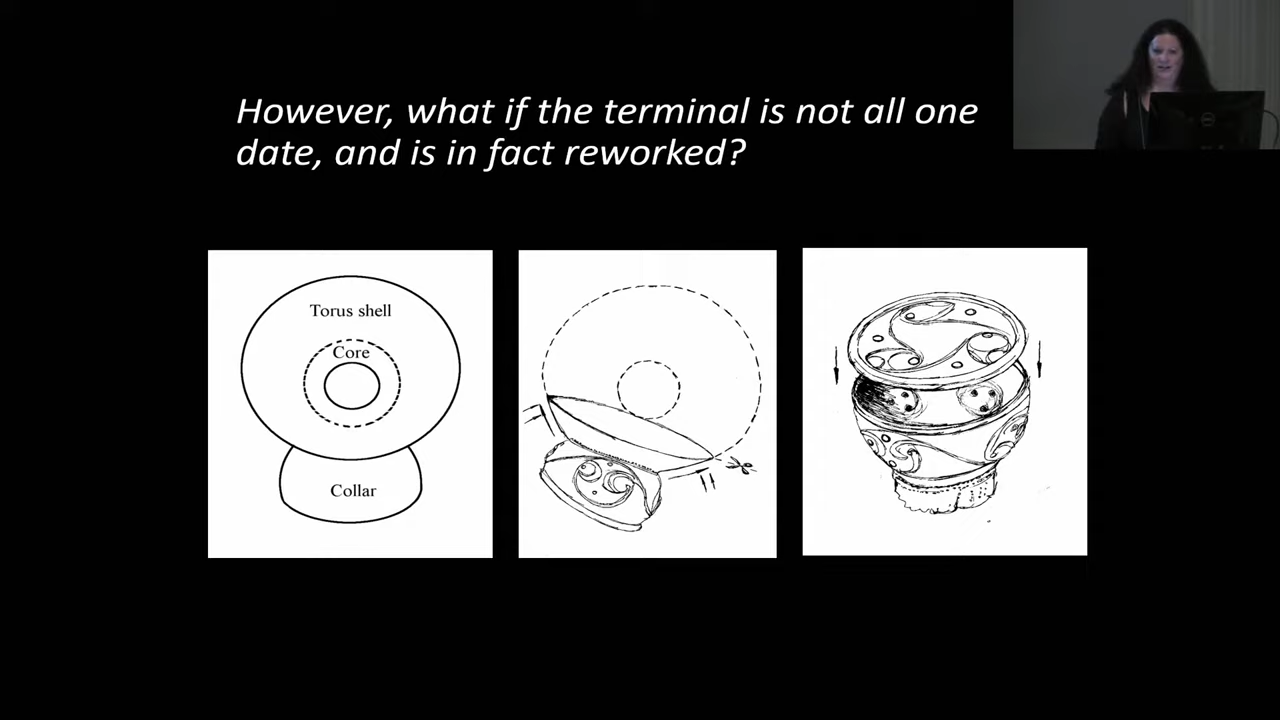 However, what if the terminal is not all one
date, and is in fact reworked?
Torus shell
Core
Collar